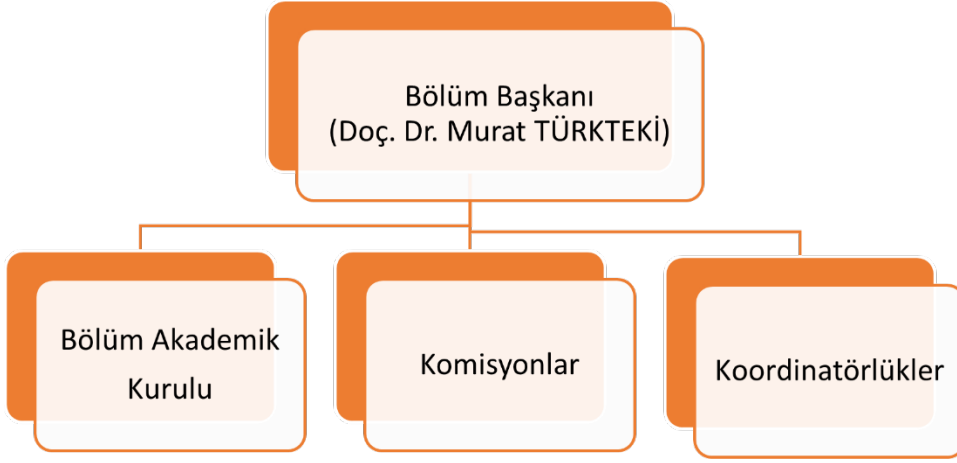 Bölüm Başkanı
(Doç. Dr. Murat TÜRKTEKİ)
Bölüm Akademik
Kurulu
Komisyonlar
Koordinatörlükler